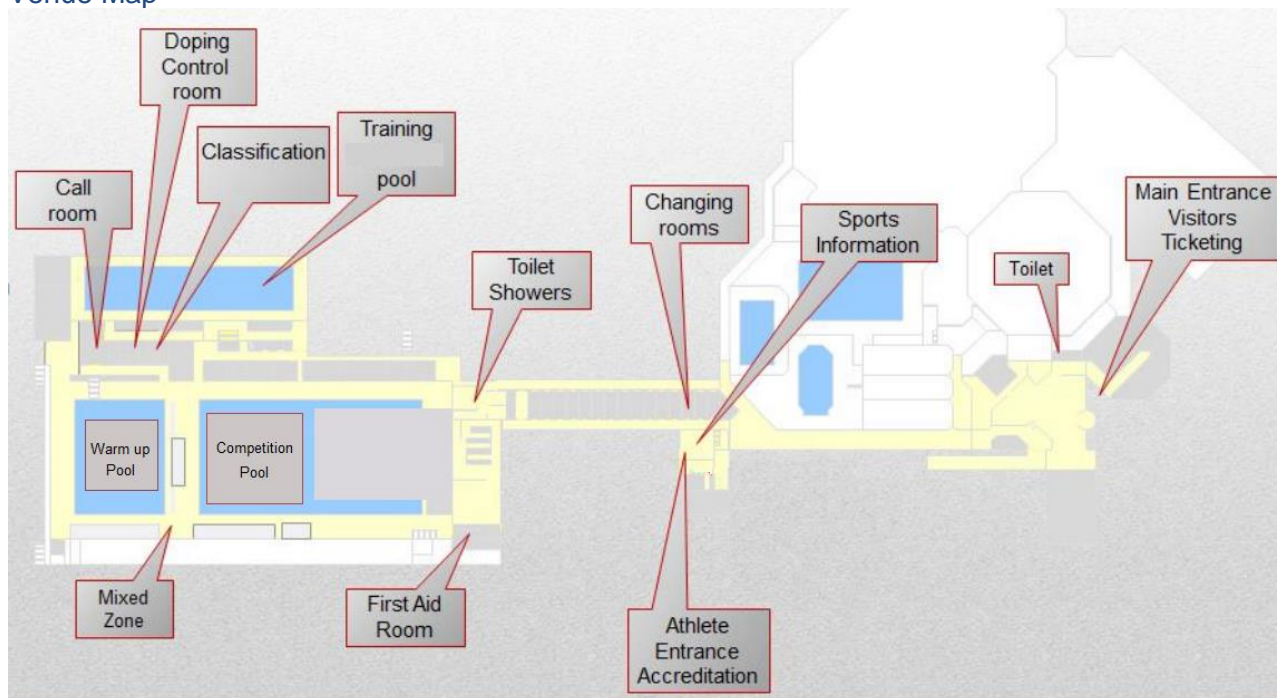 Venue Map
Doping
Control
room
Classification
Training
pool
Call
room
Toilet
Showers
Changing
rooms
Sports
Information
Toilet
Main Entrance
Visitors
Ticketing
Warm up
Pool
Competition
Pool
Mixed
Zone
First Aid
Room
Athlete
Entrance
Accreditation